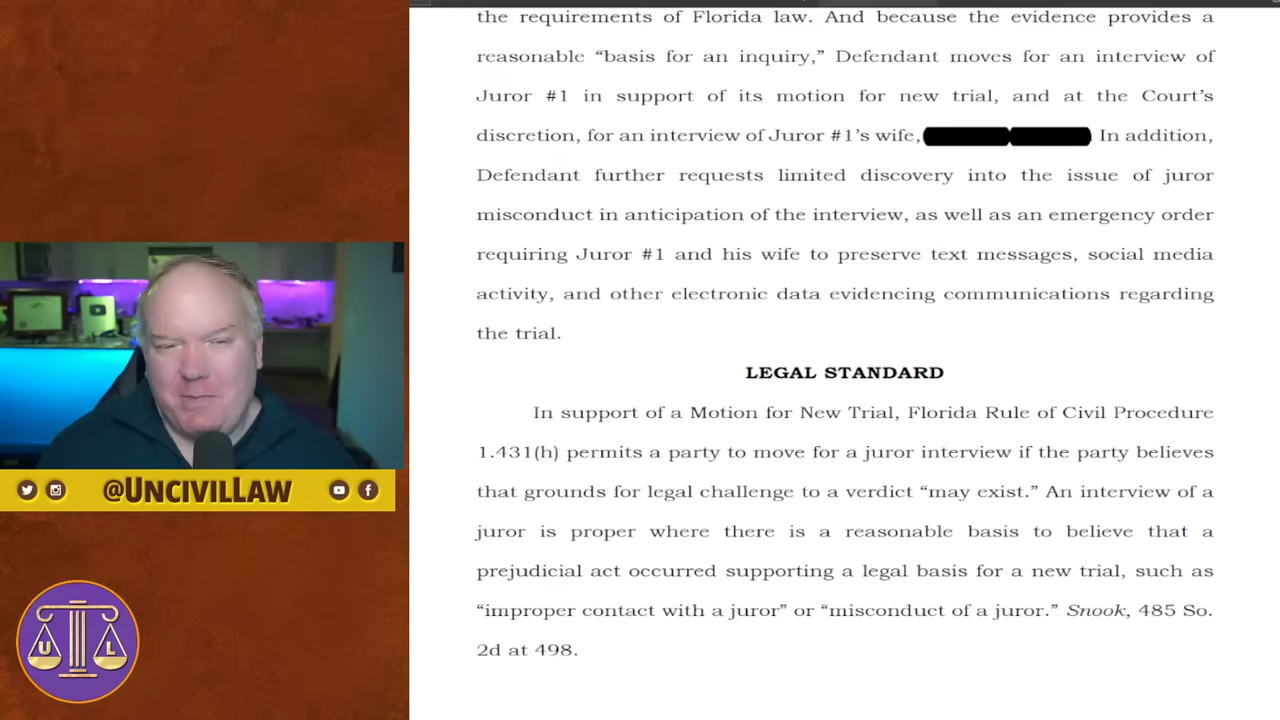 the requirements of Florida law. And because the evidence provides a
reasonable “basis for an inquiry,” Defendant moves for an interview of
Juror #1 in support of its motion for new trial, and at the Court’s
discretion, for an interview of Juror #1’s wife, In addition,
Defendant further requests limited discovery into the issue of juror
misconduct in anticipation of the interview, as well as an emergency order
requiring Juror #1 and his wife to preserve text messages, social media
activity, and other electronic data evidencing communications regarding
the trial.
LEGAL STANDARD
In support of a Motion for New Trial, Florida Rule of Civil Procedure
1.431(h) permits a party to move for a juror interview if the party believes
that grounds for legal challenge to a verdict “may exist.” An interview of a
juror is proper where there is a reasonable basis to believe that a
prejudicial act occurred supporting a legal basis for a new trial, such as
“improper contact with a juror” or “misconduct of a juror.” Snook, 485 So.
2d at 498.
@UNCIVILLAW
U L